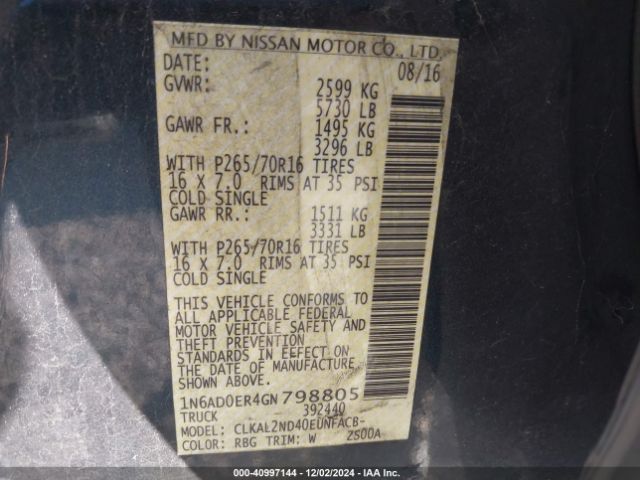 MFD BY NISSAN MOTOR CO., LTD.
DATE: 08/16
GVWR: 2599 KG
5730 LB
GAWR FR.: 1495 KG
3296 LB
WITH P265/70R16 TIRES
16 X 7.0 RIMS AT 35 PSI
COLD SINGLE
GAWR RR.: 1511 KG
3331 LB
WITH P265/70R16 TIRES
16 X 7.0 RIMS AT 35 PSI
COLD SINGLE
THIS VEHICLE CONFORMS TO
ALL APPLICABLE FEDERAL
MOTOR VEHICLE SAFETY AND
THEFT PREVENTION
STANDARDS IN EFFECT ON
THE DATE OF MANUFACTURE
SHOWN ABOVE.
1N6AD0ER4GN798805
TRUCK 392440
MODEL: CLKAL2ND40EUNFACB-
COLOR: RBG TRIM: W ZS00A
000-40997144 - 12/02/2024 - IAAI.COM